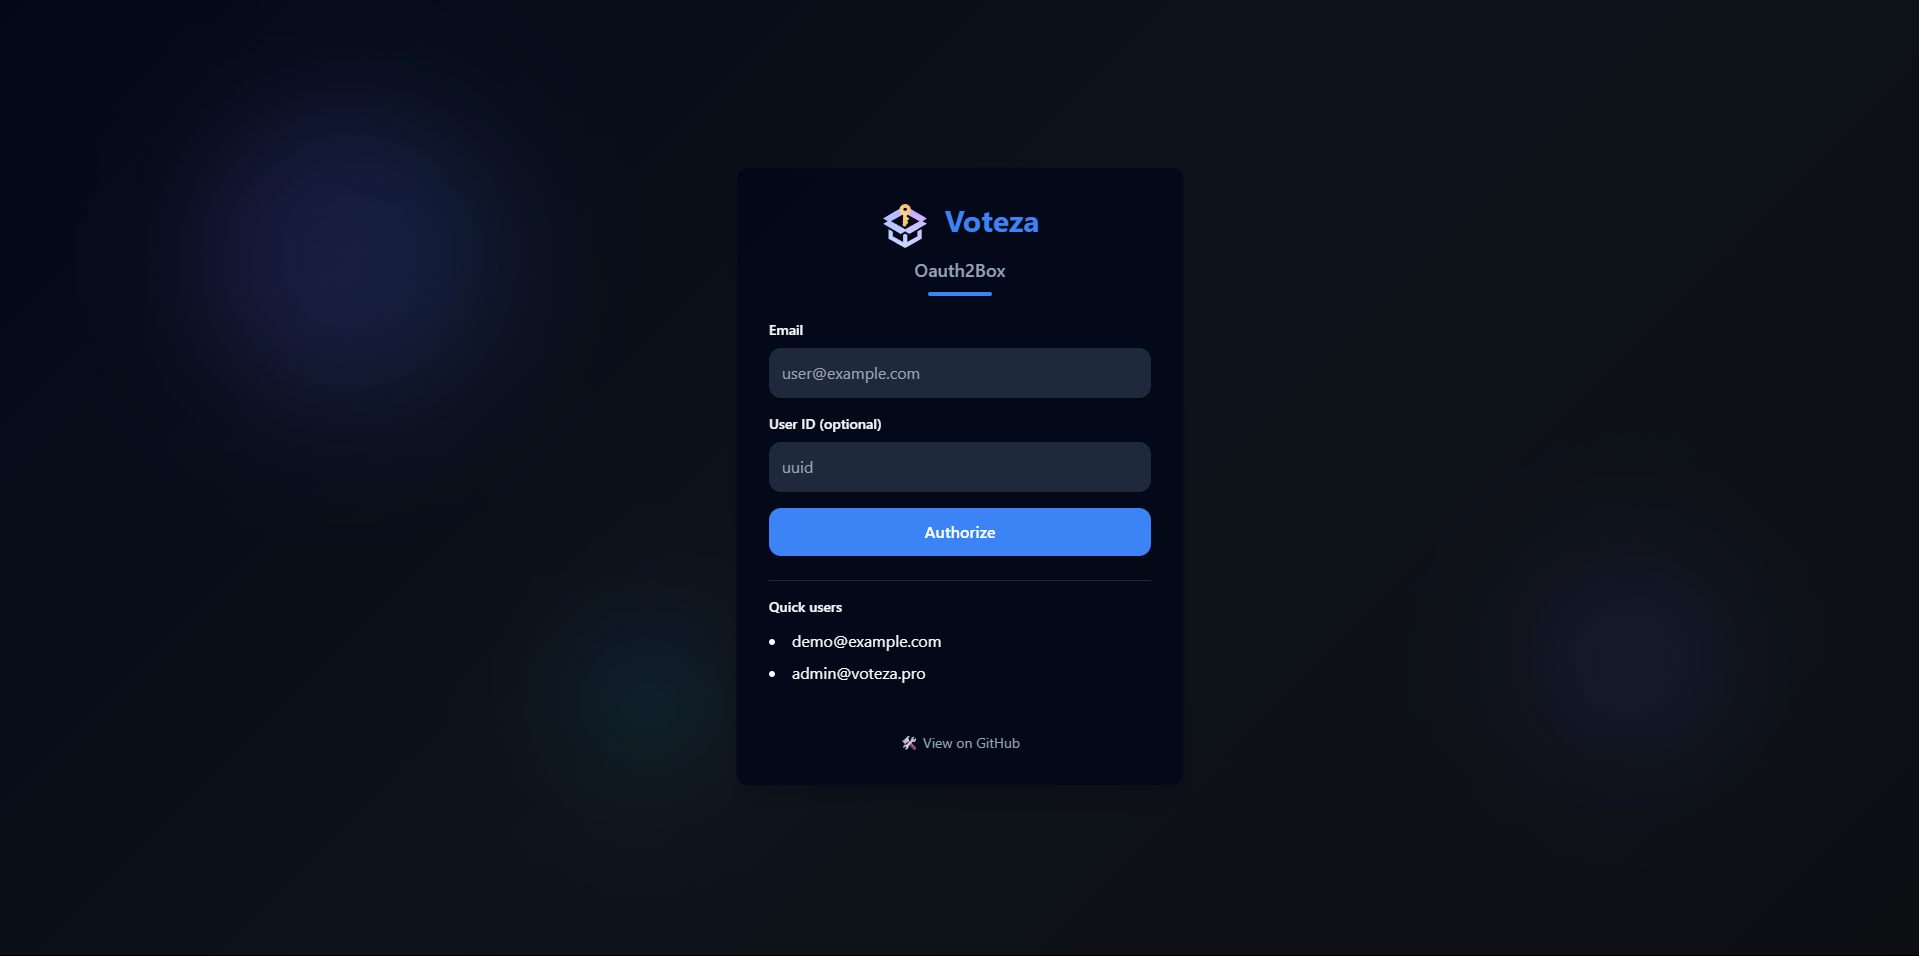 Voteza
Oauth2Box
Email
user@example.com
User ID (optional)
uuid
Authorize
Quick users
• demo@example.com
• admin@voteza.pro
🛠 View on GitHub